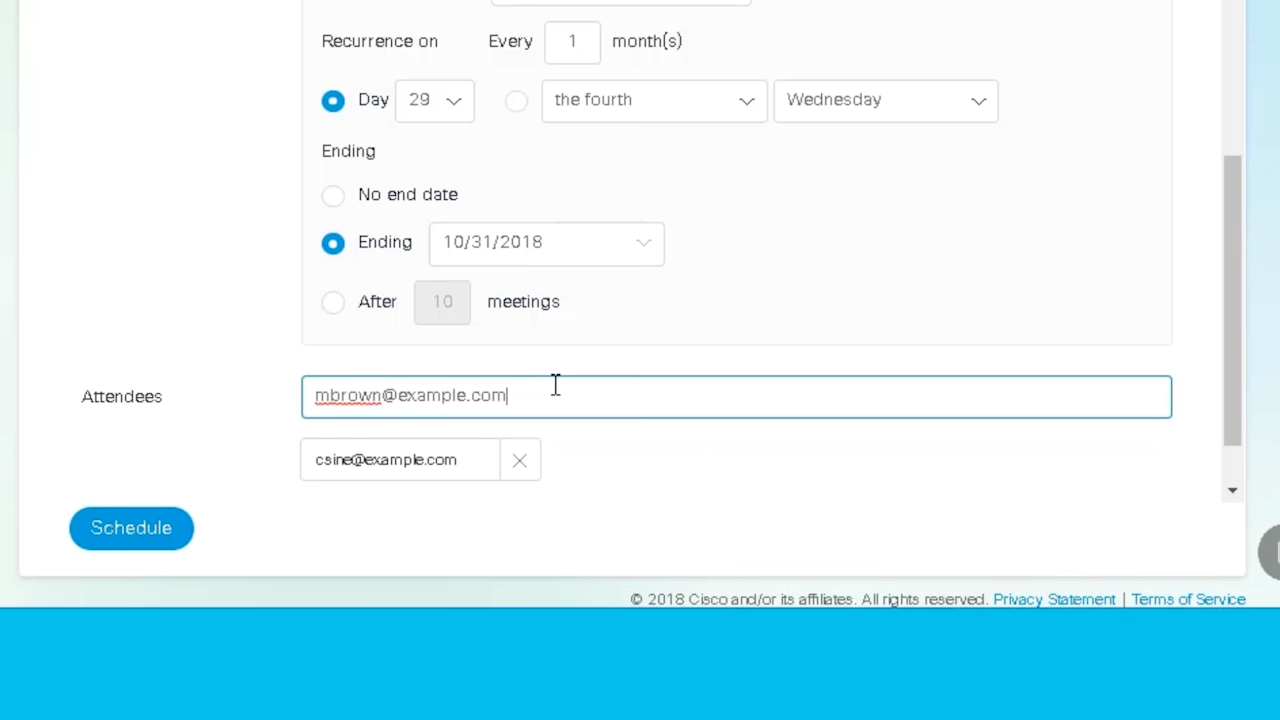 Recurrence on Every 1 month(s)
Day 29 the fourth Wednesday
Ending
No end date
Ending 10/31/2018
After 10 meetings
Attendees mbrown@example.com
csine@example.com
Schedule
© 2018 Cisco and/or its affiliates. All rights reserved. Privacy Statement | Terms of Service